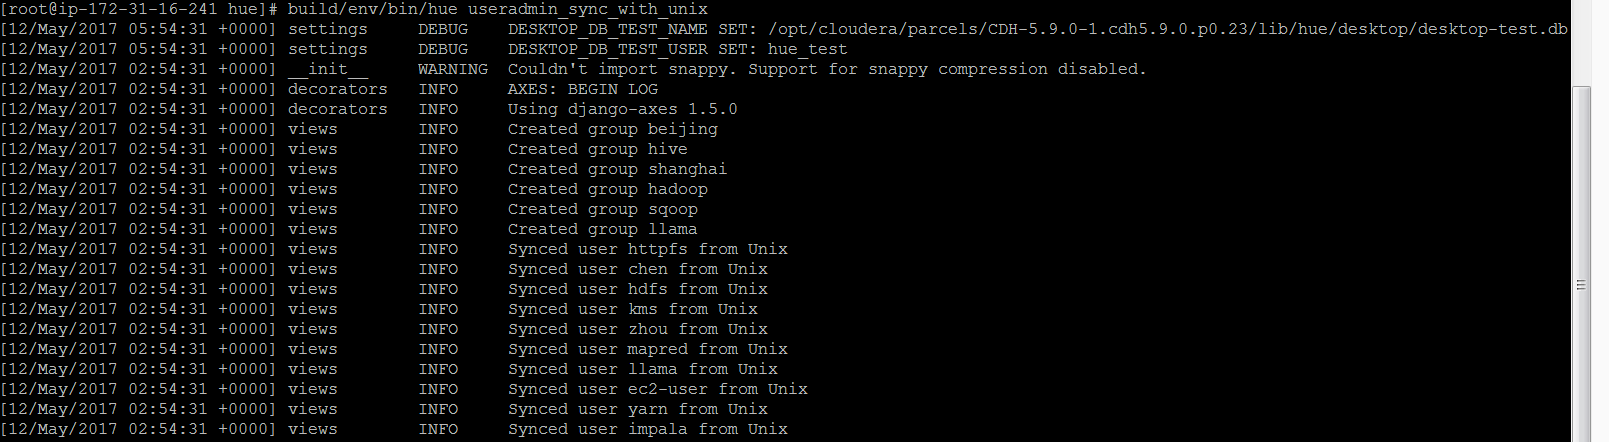 [root@ip-172-31-16-241 hue]# build/env/bin/hue useradmin_sync_with_unix
[12/May/2017 05:54:31 +0000] settings     DEBUG    DESKTOP_DB_TEST_NAME SET: /opt/cloudera/parcels/CDH-5.9.0-1.cdh5.9.0.p0.23/lib/hue/desktop/desktop-test.db
[12/May/2017 05:54:31 +0000] settings     DEBUG    DESKTOP_DB_TEST_USER SET: hue_test
[12/May/2017 02:54:31 +0000] __init__     WARNING  Couldn't import snappy. Support for snappy compression disabled.
[12/May/2017 02:54:31 +0000] decorators   INFO     AXES: BEGIN LOG
[12/May/2017 02:54:31 +0000] decorators   INFO     Using django-axes 1.5.0
[12/May/2017 02:54:31 +0000] views        INFO     Created group beijing
[12/May/2017 02:54:31 +0000] views        INFO     Created group hive
[12/May/2017 02:54:31 +0000] views        INFO     Created group shanghai
[12/May/2017 02:54:31 +0000] views        INFO     Created group hadoop
[12/May/2017 02:54:31 +0000] views        INFO     Created group sqoop
[12/May/2017 02:54:31 +0000] views        INFO     Created group llama
[12/May/2017 02:54:31 +0000] views        INFO     Synced user httpfs from Unix
[12/May/2017 02:54:31 +0000] views        INFO     Synced user chen from Unix
[12/May/2017 02:54:31 +0000] views        INFO     Synced user hdfs from Unix
[12/May/2017 02:54:31 +0000] views        INFO     Synced user kms from Unix
[12/May/2017 02:54:31 +0000] views        INFO     Synced user zhou from Unix
[12/May/2017 02:54:31 +0000] views        INFO     Synced user mapred from Unix
[12/May/2017 02:54:31 +0000] views        INFO     Synced user llama from Unix
[12/May/2017 02:54:31 +0000] views        INFO     Synced user ec2-user from Unix
[12/May/2017 02:54:31 +0000] views        INFO     Synced user yarn from Unix
[12/May/2017 02:54:31 +0000] views        INFO     Synced user impala from Unix